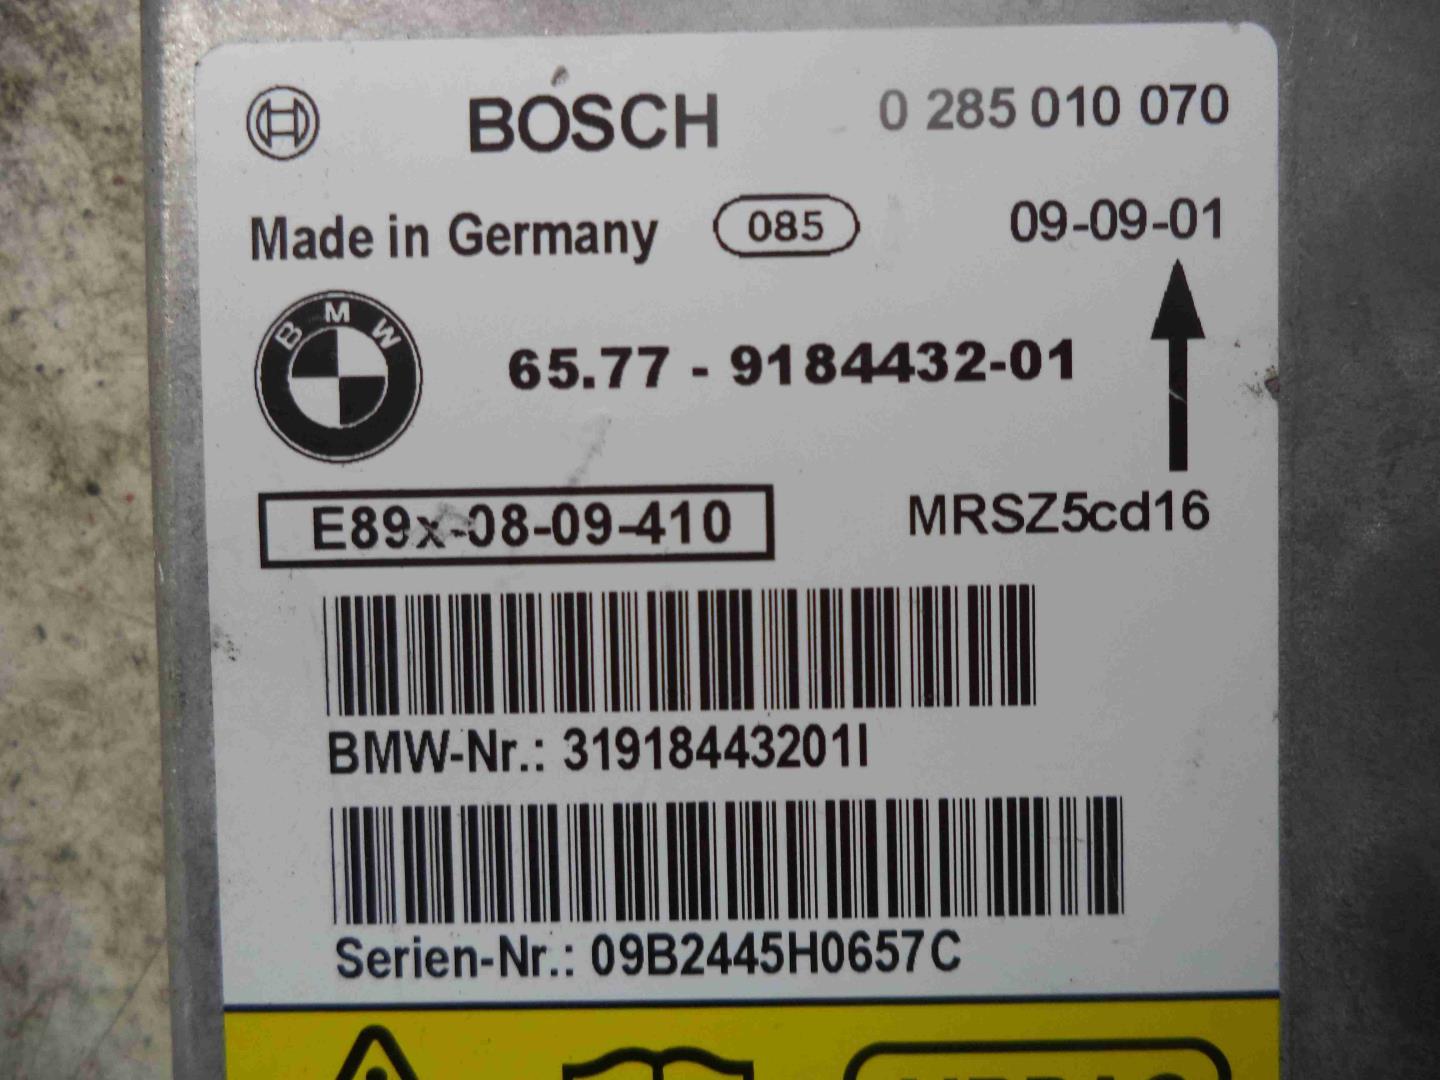 BOSCH 0 285 010 070
Made in Germany 085 09-09-01
BMW
65.77 - 9184432-01
E89x-08-09-410 MRSZ5cd16
BMW-Nr.: 31918443201I
Serien-Nr.: 09B2445H0657C